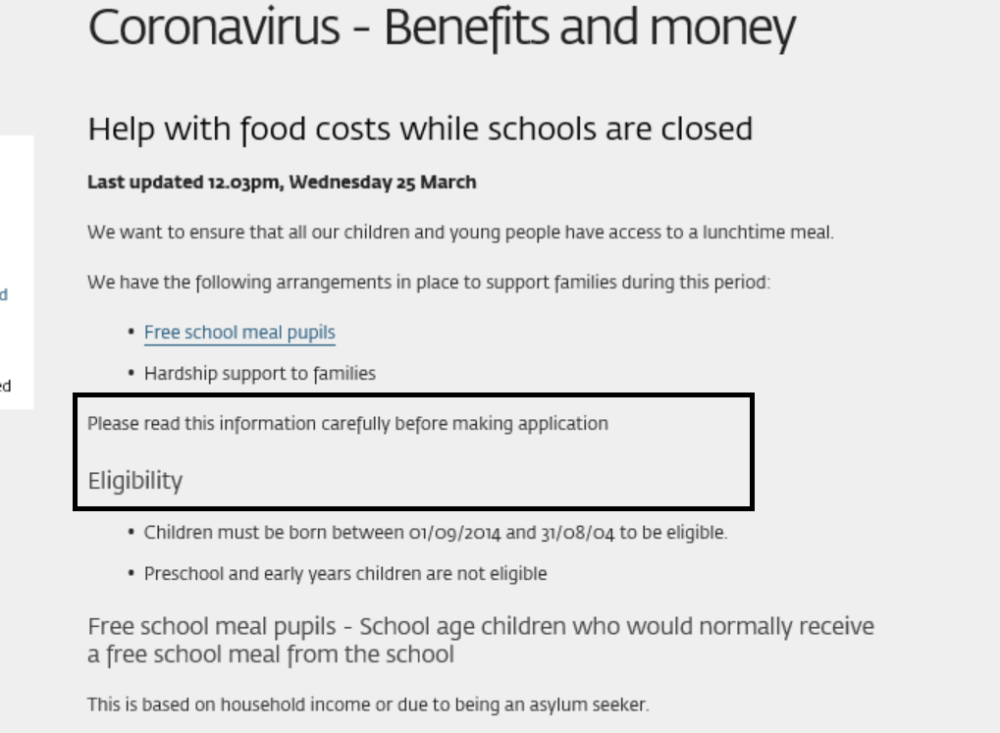 Coronavirus - Benefits and money
Help with food costs while schools are closed
Last updated 12.03pm, Wednesday 25 March
We want to ensure that all our children and young people have access to a lunchtime meal.
We have the following arrangements in place to support families during this period:
d
• Free school meal pupils
• Hardship support to families
ed
Please read this information carefully before making application
Eligibility
• Children must be born between 01/09/2014 and 31/08/04 to be eligible.
• Preschool and early years children are not eligible
Free school meal pupils - School age children who would normally receive
a free school meal from the school
This is based on household income or due to being an asylum seeker.